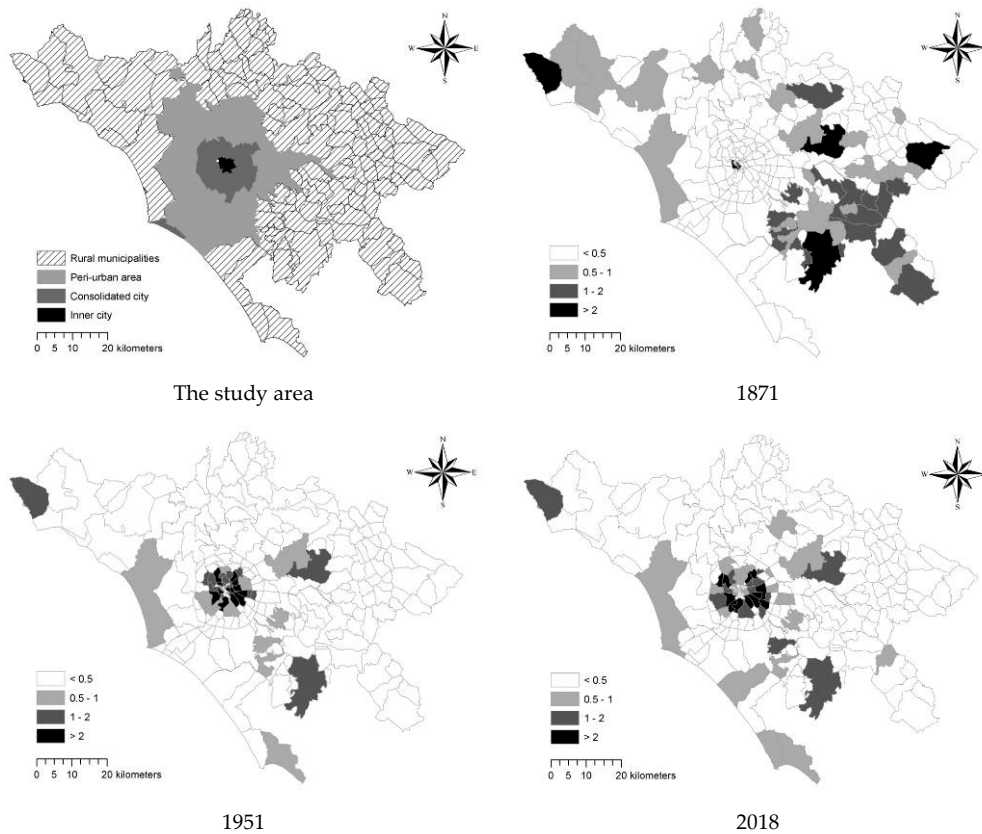 N
W E
S
Rural municipalities
Peri-urban area
Consolidated city
Inner city
0 5 10 20 kilometers
The study area
N
W E
S
< 0.5
0.5 - 1
1 - 2
> 2
0 5 10 20 kilometers
1871
N
W E
S
< 0.5
0.5 - 1
1 - 2
> 2
0 5 10 20 kilometers
1951
N
W E
S
< 0.5
0.5 - 1
1 - 2
> 2
0 5 10 20 kilometers
2018